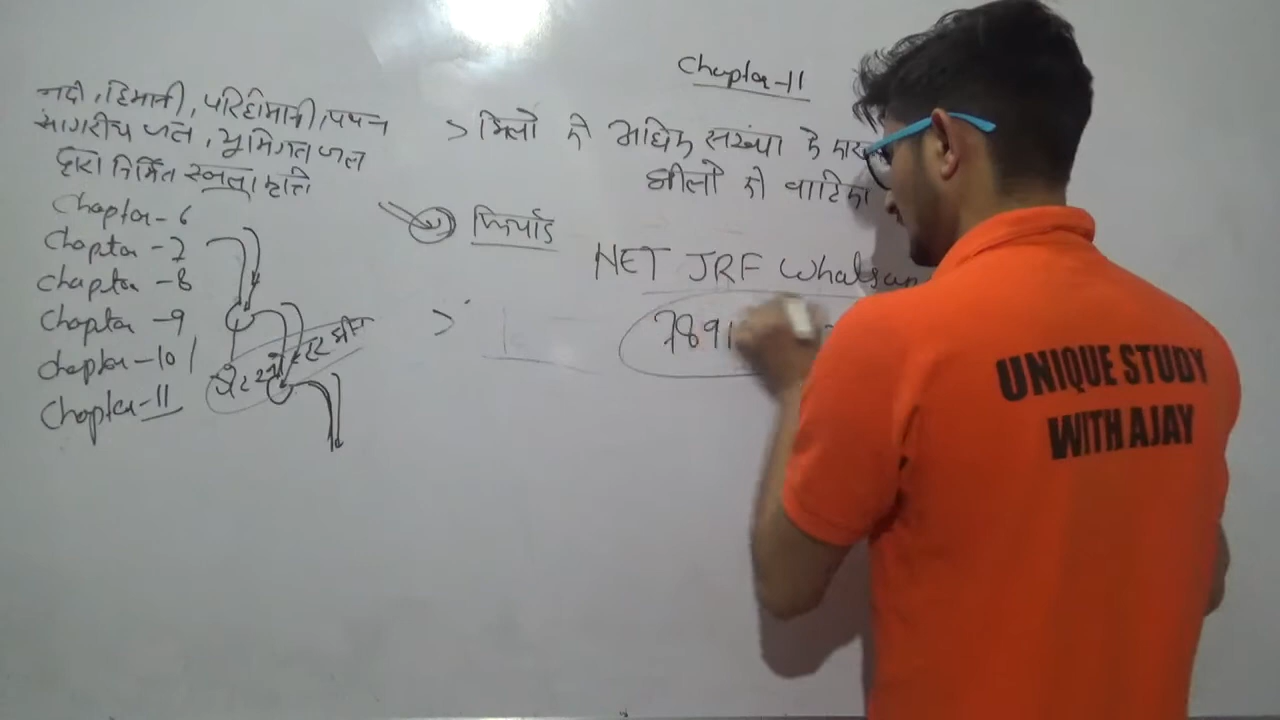 नदी, हिमानी, परिहिमानी, पवन
सागरीय जल, भूमिगत जल
द्वारा निर्मित स्थलाकृति
Chapter-6
Chapter-7
Chapter-8
Chapter-9
Chapter-10
Chapter-11
Chapter-11
> झिलों की अधिक संख्या के कारण
झीलों की वाटिका
फियॉर्ड
NET JRF Whatsap
7891
UNIQUE STUDY
WITH AJAY